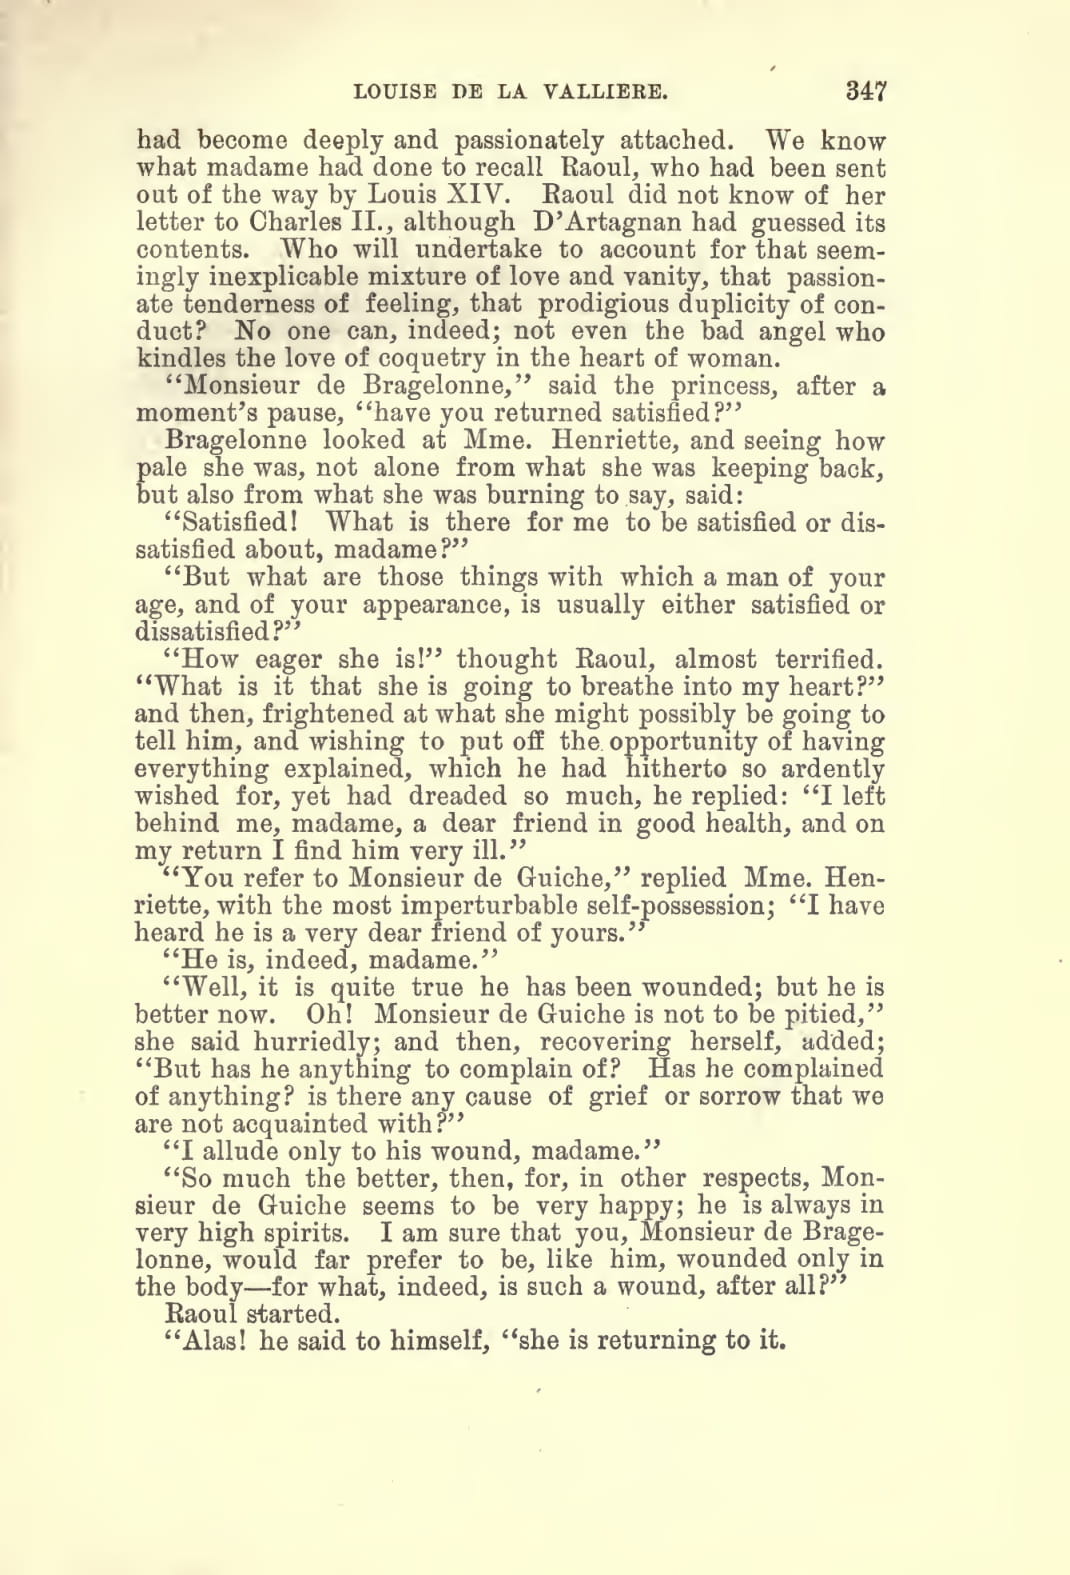 LOUISE DE LA VALLIERE. 347
had become deeply and passionately attached. We know
what madame had done to recall Raoul, who had been sent
out of the way by Louis XIV. Raoul did not know of her
letter to Charles II., although D’Artagnan had guessed its
contents. Who will undertake to account for that seem-
ingly inexplicable mixture of love and vanity, that passion-
ate tenderness of feeling, that prodigious duplicity of con-
duct? No one can, indeed; not even the bad angel who
kindles the love of coquetry in the heart of woman.
“Monsieur de Bragelonne,” said the princess, after a
moment’s pause, “have you returned satisfied?”
Bragelonne looked at Mme. Henriette, and seeing how
pale she was, not alone from what she was keeping back,
but also from what she was burning to say, said:
“Satisfied! What is there for me to be satisfied or dis-
satisfied about, madame?”
“But what are those things with which a man of your
age, and of your appearance, is usually either satisfied or
dissatisfied?”
“How eager she is!” thought Raoul, almost terrified.
“What is it that she is going to breathe into my heart?”
and then, frightened at what she might possibly be going to
tell him, and wishing to put off the opportunity of having
everything explained, which he had hitherto so ardently
wished for, yet had dreaded so much, he replied: “I left
behind me, madame, a dear friend in good health, and on
my return I find him very ill.”
“You refer to Monsieur de Guiche,” replied Mme. Hen-
riette, with the most imperturbable self-possession; “I have
heard he is a very dear friend of yours.”
“He is, indeed, madame.”
“Well, it is quite true he has been wounded; but he is
better now. Oh! Monsieur de Guiche is not to be pitied,”
she said hurriedly; and then, recovering herself, added;
“But has he anything to complain of? Has he complained
of anything? is there any cause of grief or sorrow that we
are not acquainted with?”
“I allude only to his wound, madame.”
“So much the better, then, for, in other respects, Mon-
sieur de Guiche seems to be very happy; he is always in
very high spirits. I am sure that you, Monsieur de Brage-
lonne, would far prefer to be, like him, wounded only in
the body—for what, indeed, is such a wound, after all?”
Raoul started.
“Alas! he said to himself, “she is returning to it.